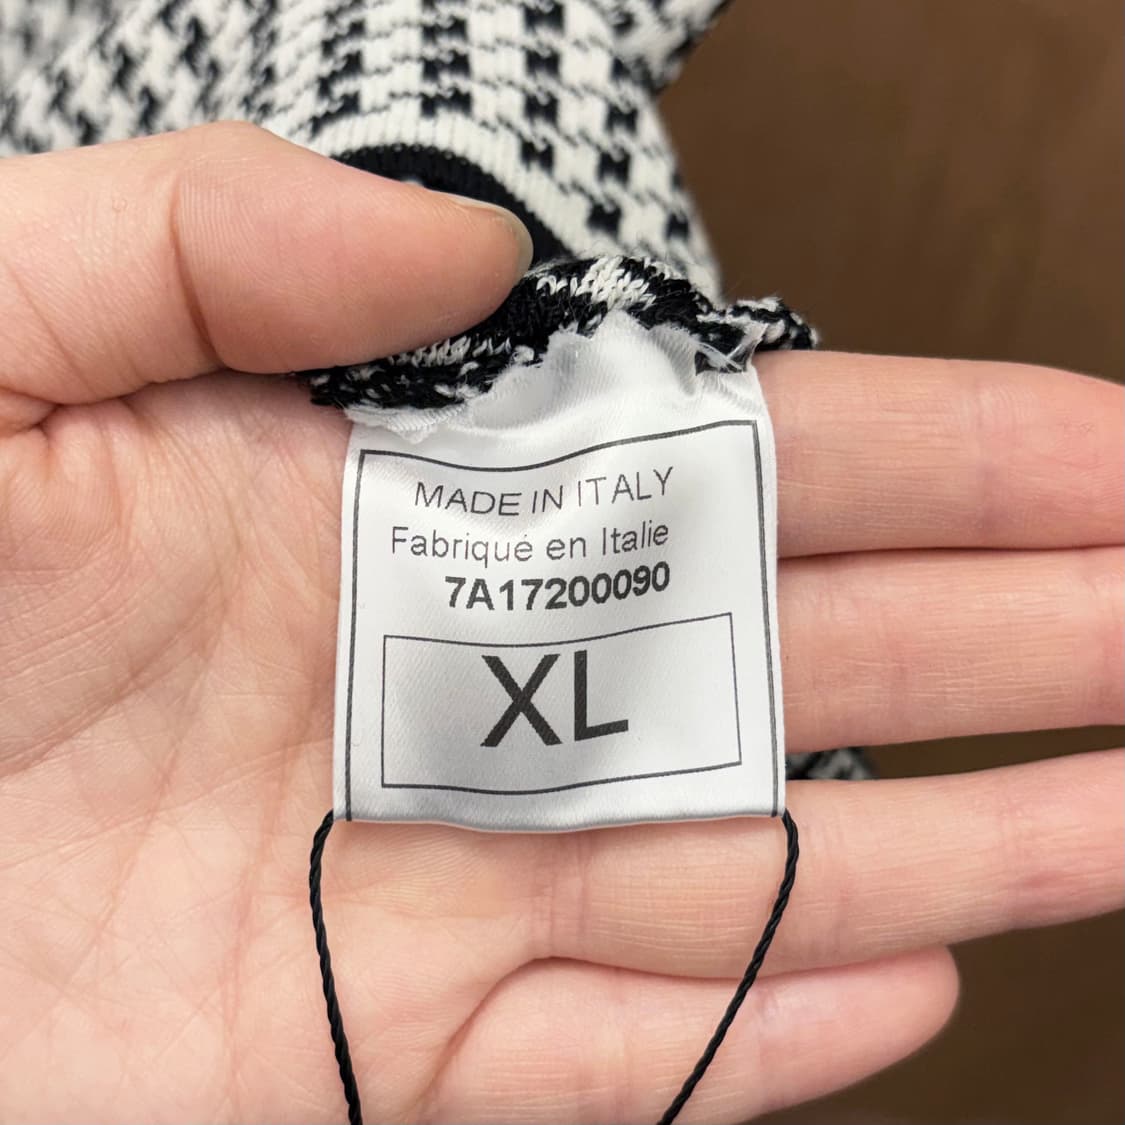 MADE IN ITALY
Fabriqué en Italie
7A17200090
XL